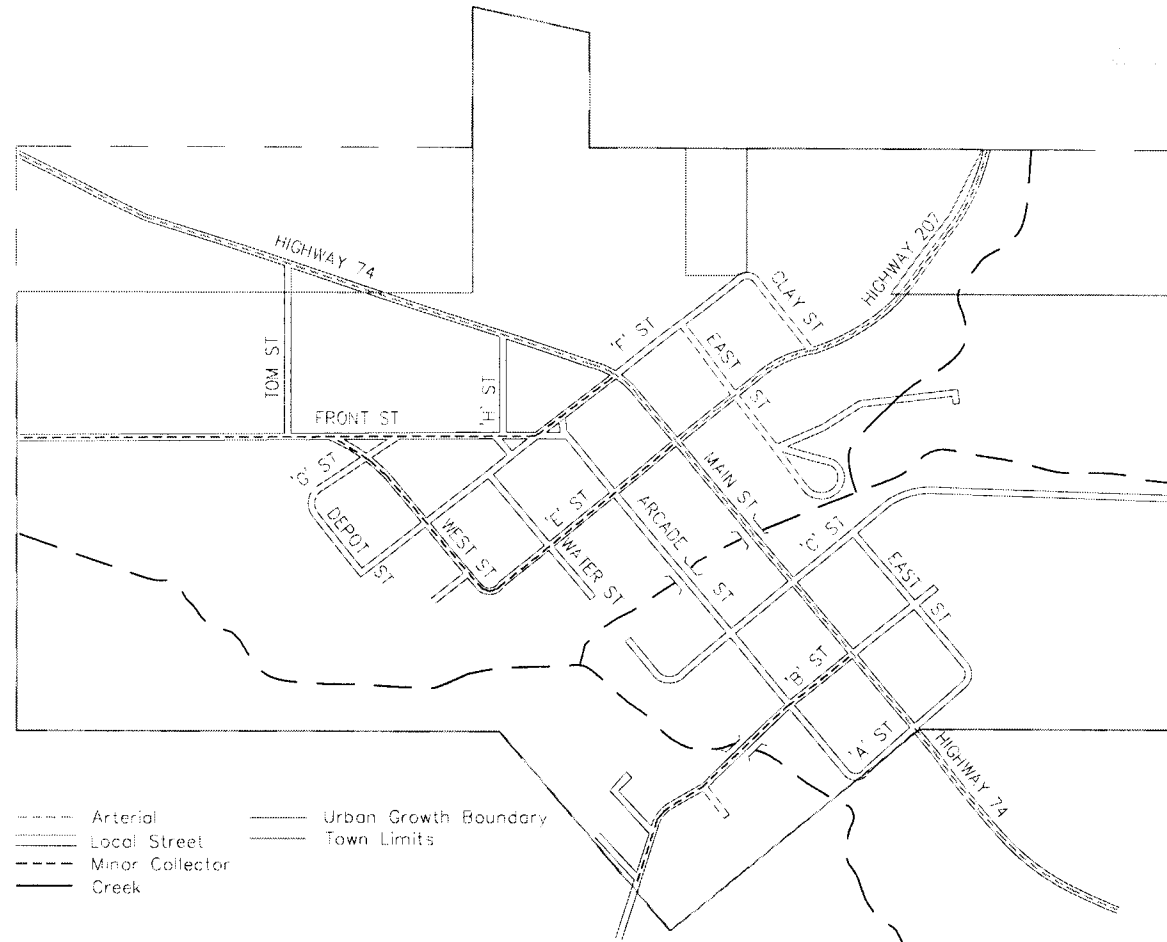 HIGHWAY 74
HIGHWAY 207
CLAY ST
'F' ST
EAST ST
TOM ST
'H' ST
FRONT ST
'G' ST
DEPOT ST
WEST ST
'E' ST
WATER ST
ARCADE ST
MAIN ST
'C' ST
EAST ST
'B' ST
'A' ST
HIGHWAY 74
Arterial
Local Street
Minor Collector
Creek
Urban Growth Boundary
Town Limits